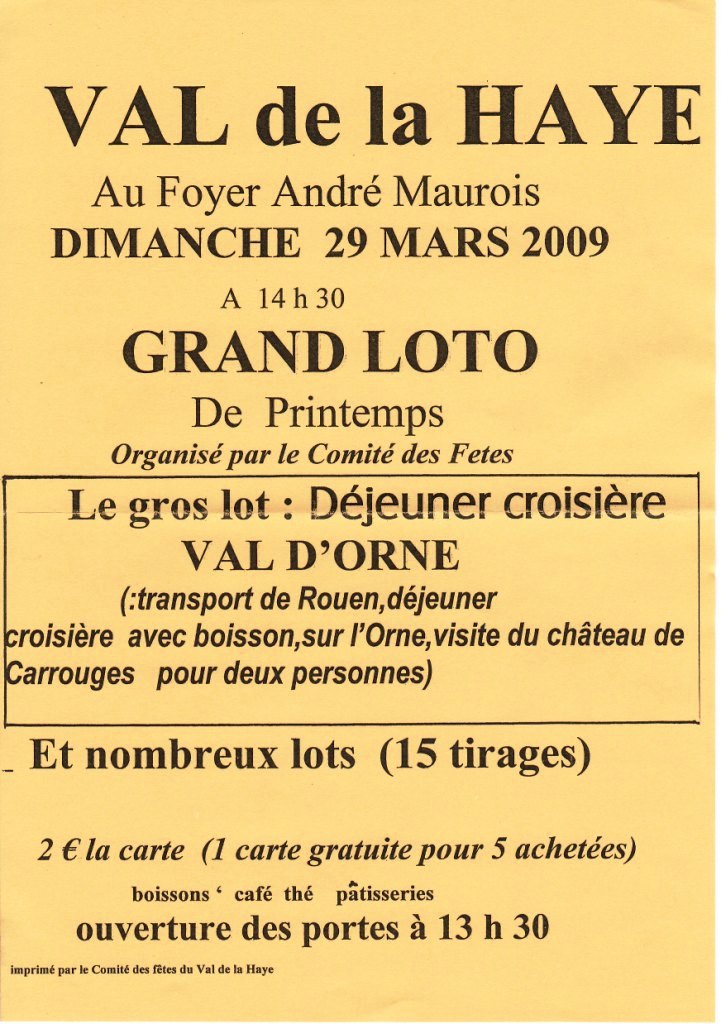 VAL de la HAYE
Au Foyer André Maurois
DIMANCHE 29 MARS 2009
A 14 h 30
GRAND LOTO
De Printemps
Organisé par le Comité des Fetes
Le gros lot : Déjeuner croisière
VAL D’ORNE
(:transport de Rouen,déjeuner
croisière avec boisson,sur l’Orne,visite du château de
Carrouges pour deux personnes)
_ Et nombreux lots (15 tirages)
2 € la carte (1 carte gratuite pour 5 achetées)
boissons ‘ café thé pâtisseries
ouverture des portes à 13 h 30
imprimé par le Comité des fêtes du Val de la Haye